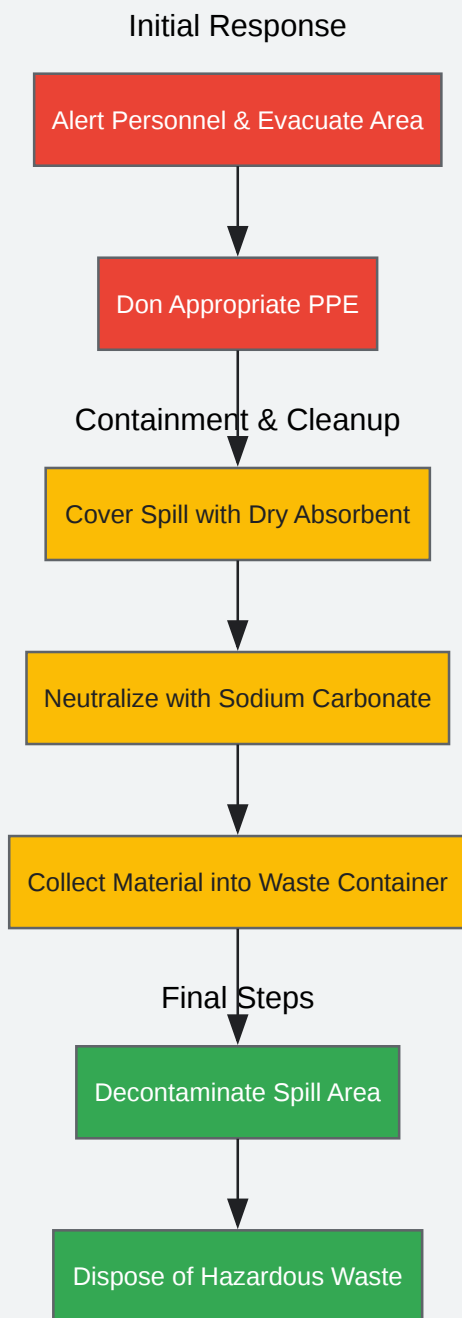 Initial Response
Alert Personnel & Evacuate Area
Don Appropriate PPE
Containment & Cleanup
Cover Spill with Dry Absorbent
Neutralize with Sodium Carbonate
Collect Material into Waste Container
Final Steps
Decontaminate Spill Area
Dispose of Hazardous Waste